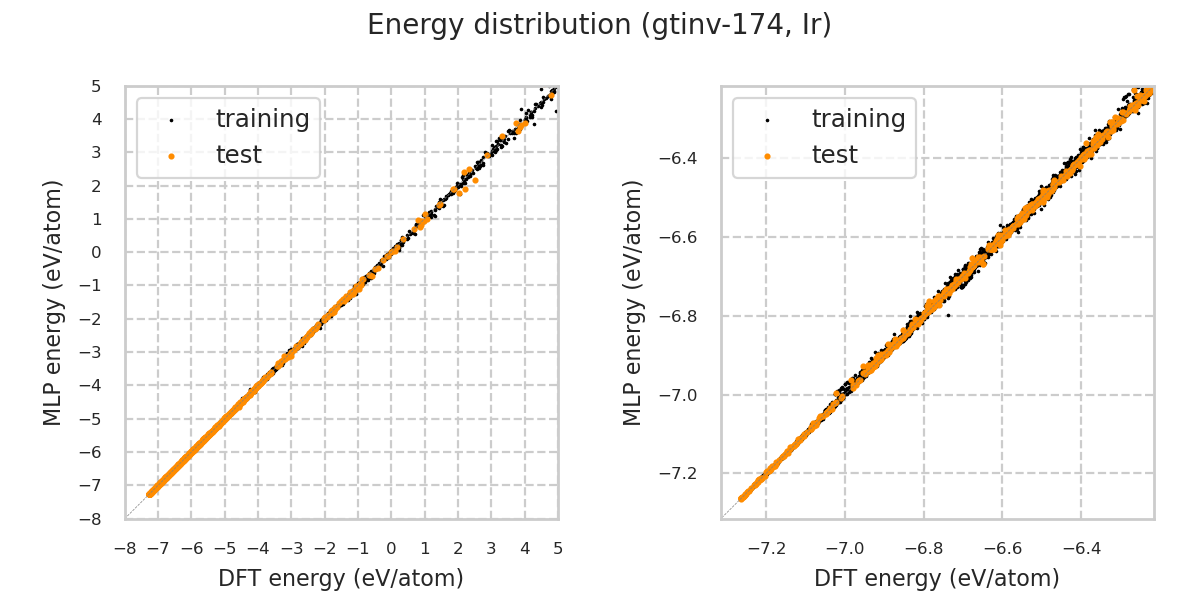 Energy distribution (gtinv-174, Ir)
MLP energy (eV/atom)
5
4
3
2
1
0
−1
−2
−3
−4
−5
−6
−7
−8
training
test
−8 −7 −6 −5 −4 −3 −2 −1 0 1 2 3 4 5
DFT energy (eV/atom)
MLP energy (eV/atom)
−6.4
−6.6
−6.8
−7.0
−7.2
training
test
−7.2 −7.0 −6.8 −6.6 −6.4
DFT energy (eV/atom)